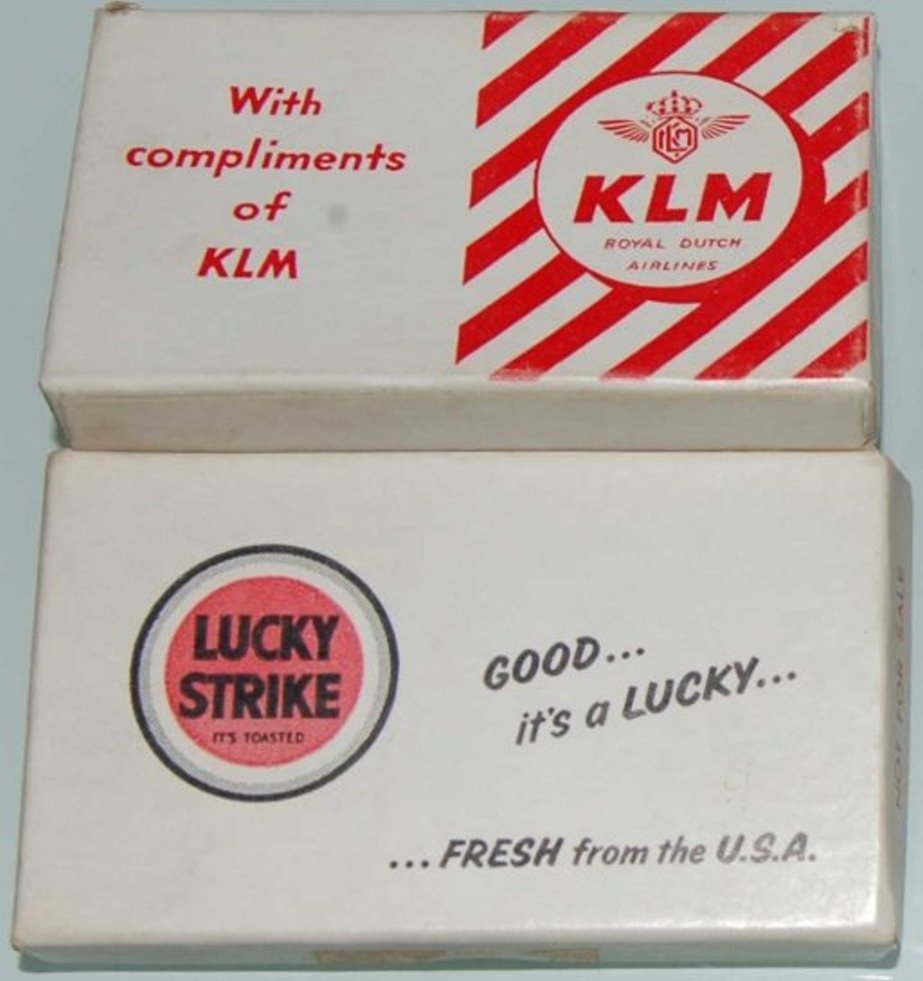 With
compliments
of
KLM
KLM
KLM
ROYAL DUTCH
AIRLINES
LUCKY
STRIKE
IT'S TOASTED
GOOD...
it's a LUCKY...
...FRESH from the U.S.A.
NOT FOR SALE